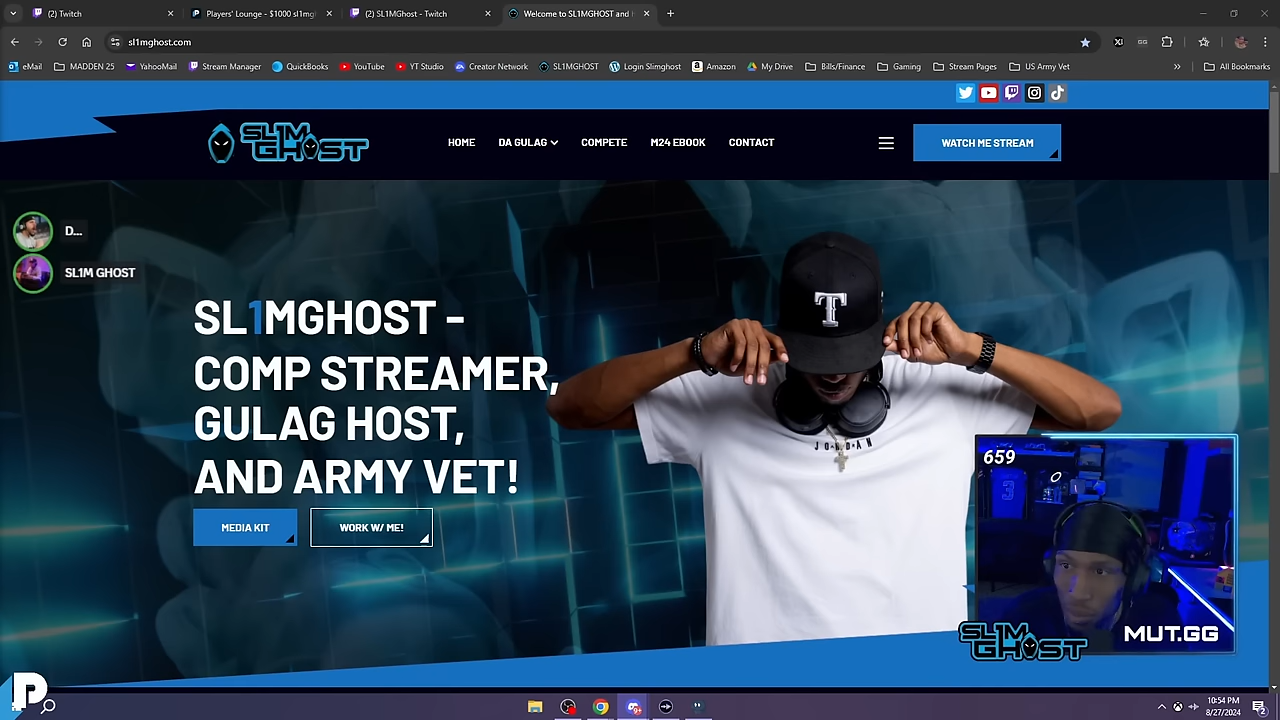 (2) Twitch
Players' Lounge - $1000 sl1mgh
(2) SL1MGhost - Twitch
Welcome to SL1MGHOST and
sl1mghost.com
eMail
MADDEN 25
YahooMail
Stream Manager
QuickBooks
YouTube
YT Studio
Creator Network
SL1MGHOST
Login Slimghost
Amazon
My Drive
Bills/Finance
Gaming
Stream Pages
US Army Vet
»
All Bookmarks
SL1M
GHOST
HOME
DA GULAG
COMPETE
M24 EBOOK
CONTACT
WATCH ME STREAM
D...
SL1M GHOST
SL1MGHOST -
COMP STREAMER,
GULAG HOST,
AND ARMY VET!
MEDIA KIT
WORK W/ ME!
T
JORDAN
659
3
SL1M
GHOST
MUT.GG
P
10:54 PM
8/27/2024
2